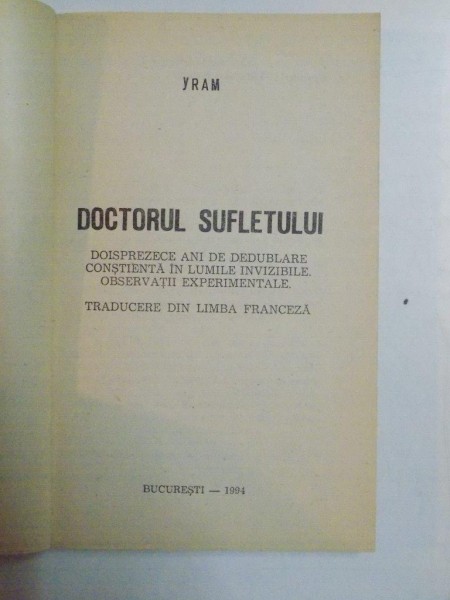 YRAM
DOCTORUL SUFLETULUI
DOISPREZECE ANI DE DEDUBLARE
CONȘTIENTĂ ÎN LUMILE INVIZIBILE.
OBSERVAȚII EXPERIMENTALE.
TRADUCERE DIN LIMBA FRANCEZĂ
BUCUREȘTI — 1994